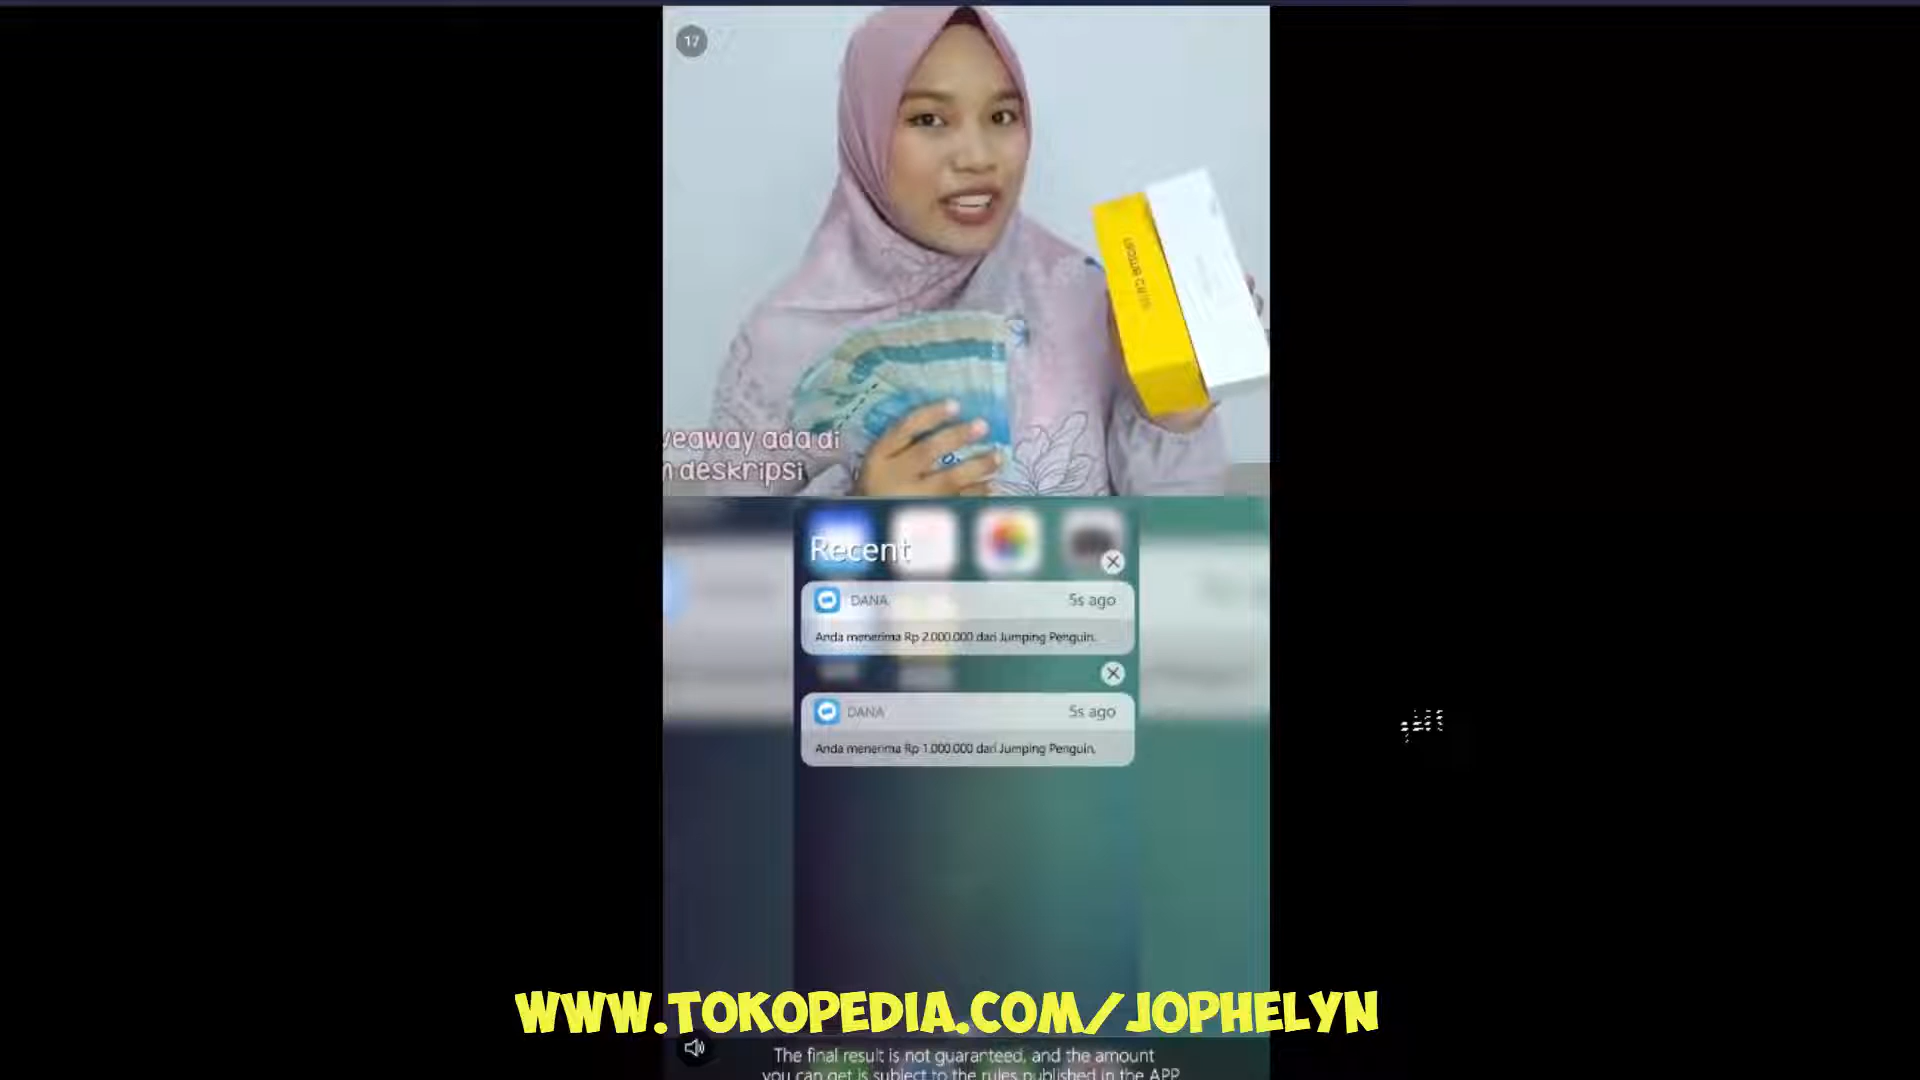 17
veaway ada di
n deskripsi
Recent
DANA
5s ago
Anda menerima Rp 2.000.000 dari Jumping Penguin.
DANA
5s ago
Anda menerima Rp 1.000.000 dari Jumping Penguin.
WWW.TOKOPEDIA.COM/JOPHELYN
The final result is not guaranteed, and the amount
you can get is subject to the rules published in the APP